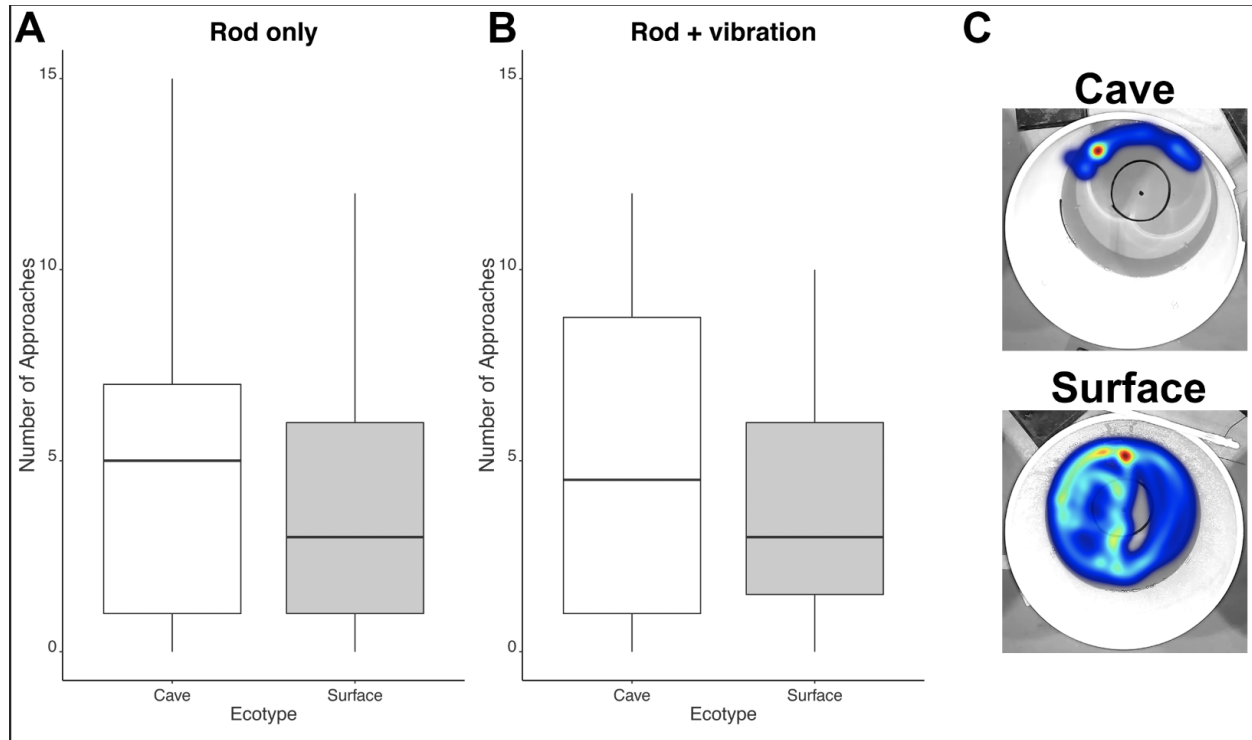 A
Rod only
15
10
5
0
Number of Approaches
Cave
Surface
Ecotype
B
Rod + vibration
15
10
5
0
Number of Approaches
Cave
Surface
Ecotype
C
Cave
Surface